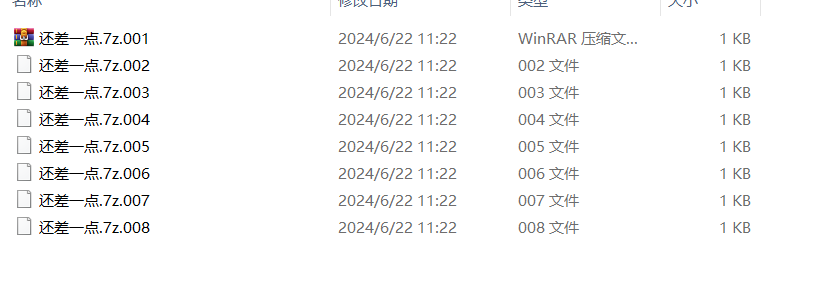 名称 修改日期 类型 大小
还差一点.7z.001 2024/6/22 11:22 WinRAR 压缩文... 1 KB
还差一点.7z.002 2024/6/22 11:22 002 文件 1 KB
还差一点.7z.003 2024/6/22 11:22 003 文件 1 KB
还差一点.7z.004 2024/6/22 11:22 004 文件 1 KB
还差一点.7z.005 2024/6/22 11:22 005 文件 1 KB
还差一点.7z.006 2024/6/22 11:22 006 文件 1 KB
还差一点.7z.007 2024/6/22 11:22 007 文件 1 KB
还差一点.7z.008 2024/6/22 11:22 008 文件 1 KB